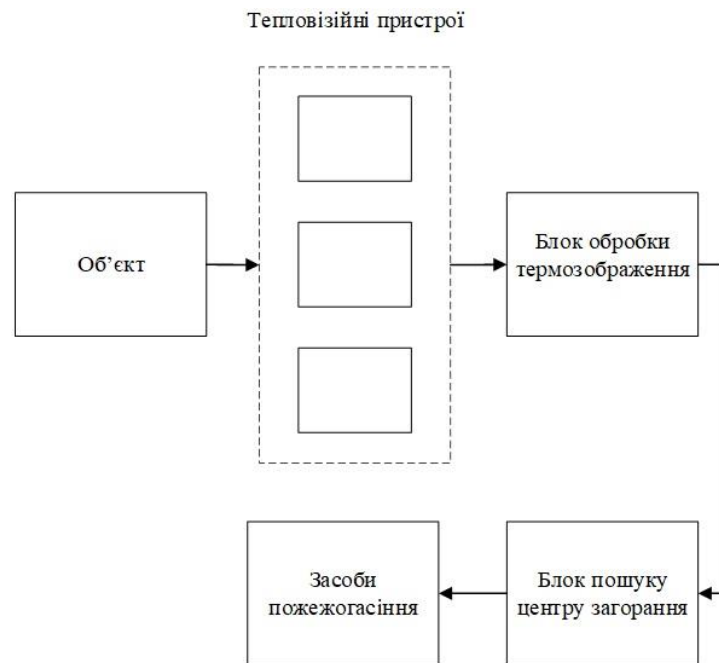 Тепловізійні пристрої
Об’єкт
Блок обробки
термозображення
Засоби
пожежогасіння
Блок пошуку
центру загорання